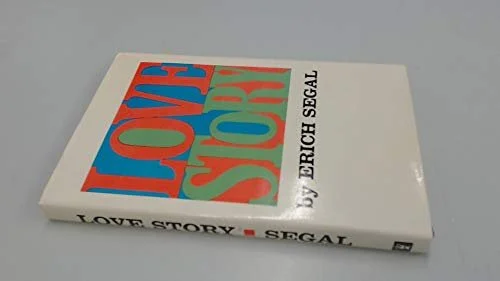 LOVE
STORY
by ERICH SEGAL
LOVE STORY SEGAL